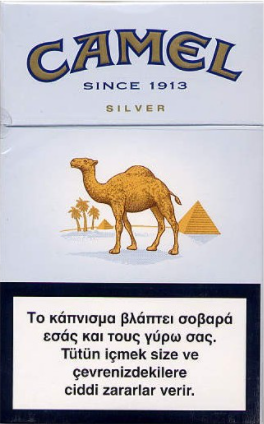 CAMEL
SINCE 1913
SILVER
Το κάπνισμα βλάπτει σοβαρά
εσάς και τους γύρω σας.
Tütün içmek size ve
çevrenizdekilere
ciddi zararlar verir.